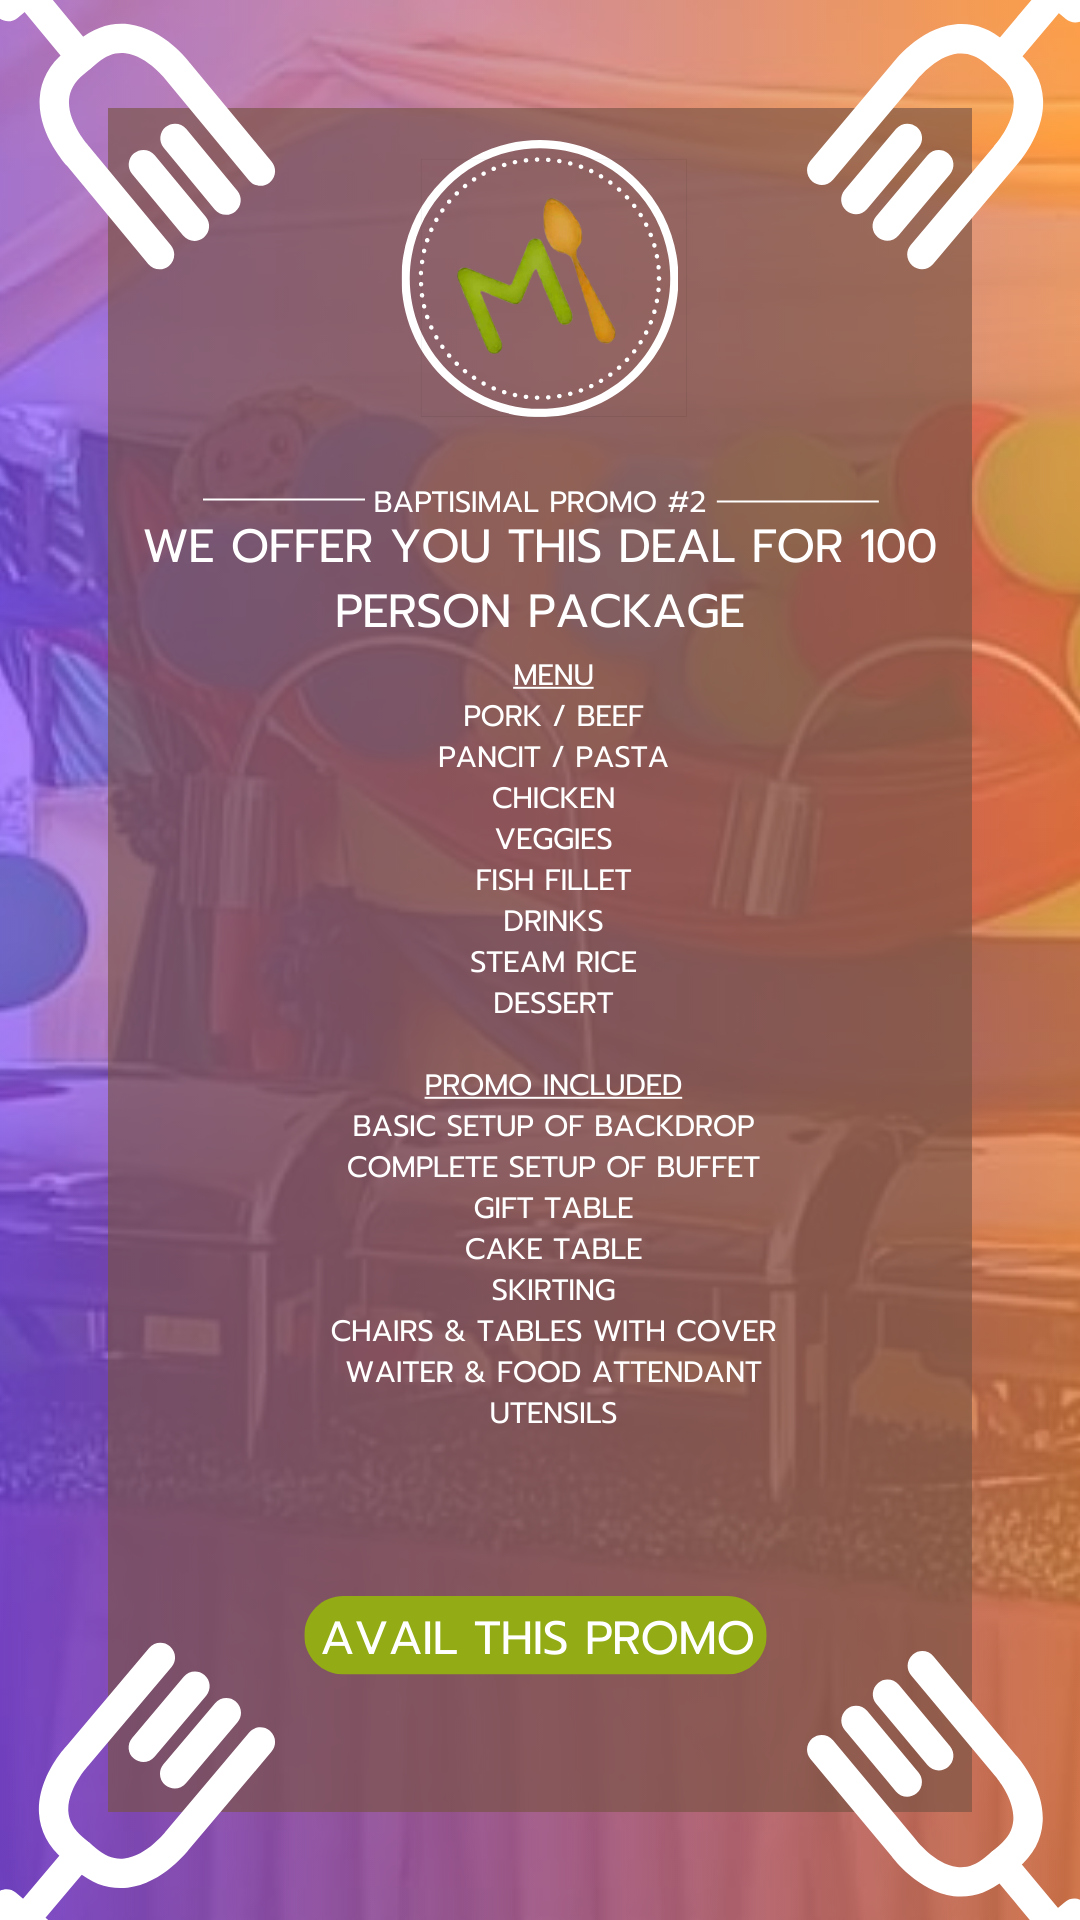 M
BAPTISIMAL PROMO #2
WE OFFER YOU THIS DEAL FOR 100
PERSON PACKAGE
MENU
PORK / BEEF
PANCIT / PASTA
CHICKEN
VEGGIES
FISH FILLET
DRINKS
STEAM RICE
DESSERT
PROMO INCLUDED
BASIC SETUP OF BACKDROP
COMPLETE SETUP OF BUFFET
GIFT TABLE
CAKE TABLE
SKIRTING
CHAIRS & TABLES WITH COVER
WAITER & FOOD ATTENDANT
UTENSILS
AVAIL THIS PROMO